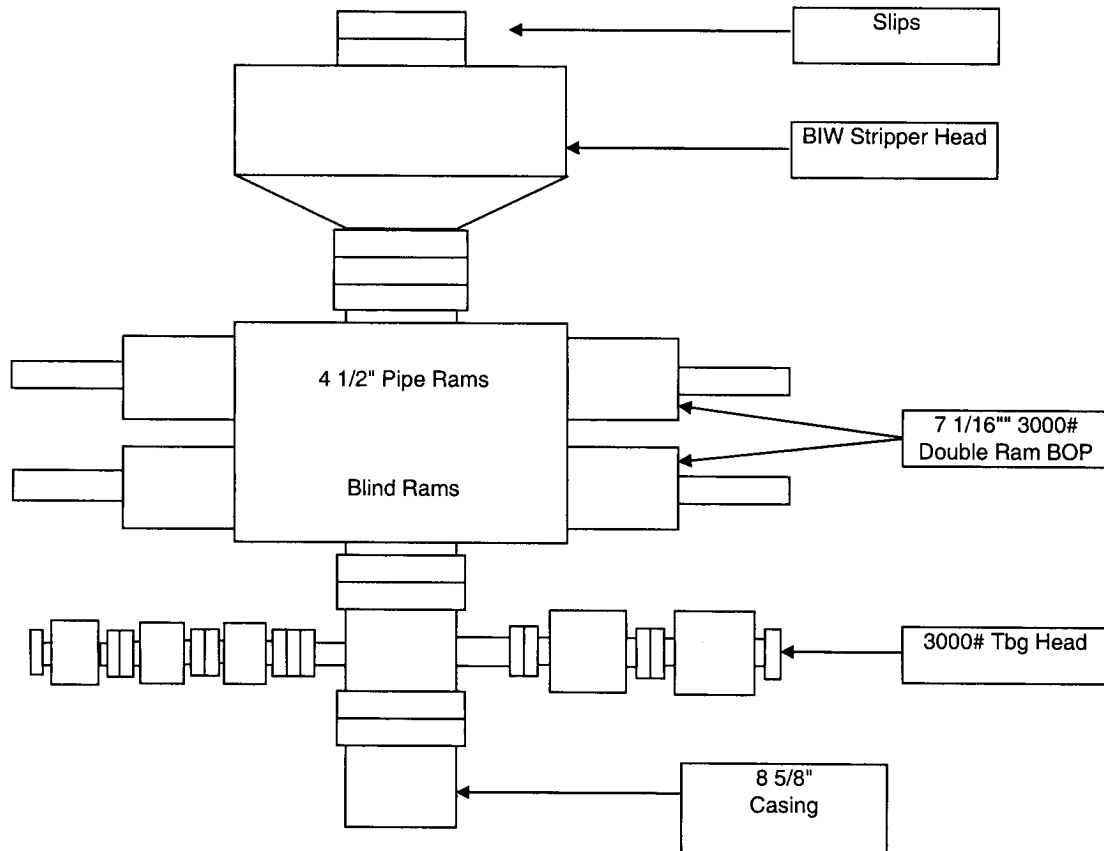 Slips
BIW Stripper Head
4 1/2" Pipe Rams
7 1/16"" 3000#
Double Ram BOP
Blind Rams
3000# Tbg Head
8 5/8"
Casing